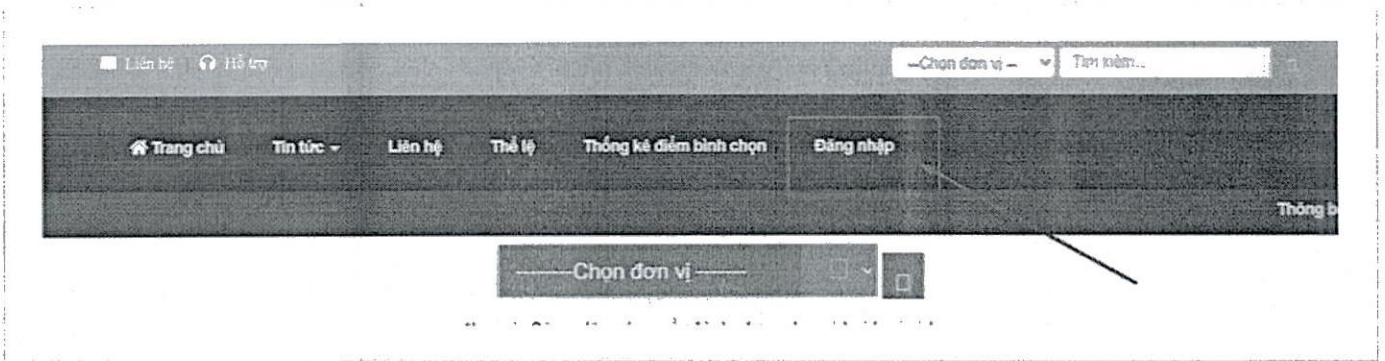 Liên hệ Hỗ trợ --Chọn đơn vị -- Tìm kiếm...
Trang chủ Tin tức Liên hệ Thể lệ Thống kê điểm bình chọn Đăng nhập
Thông b
---------Chọn đơn vị--------